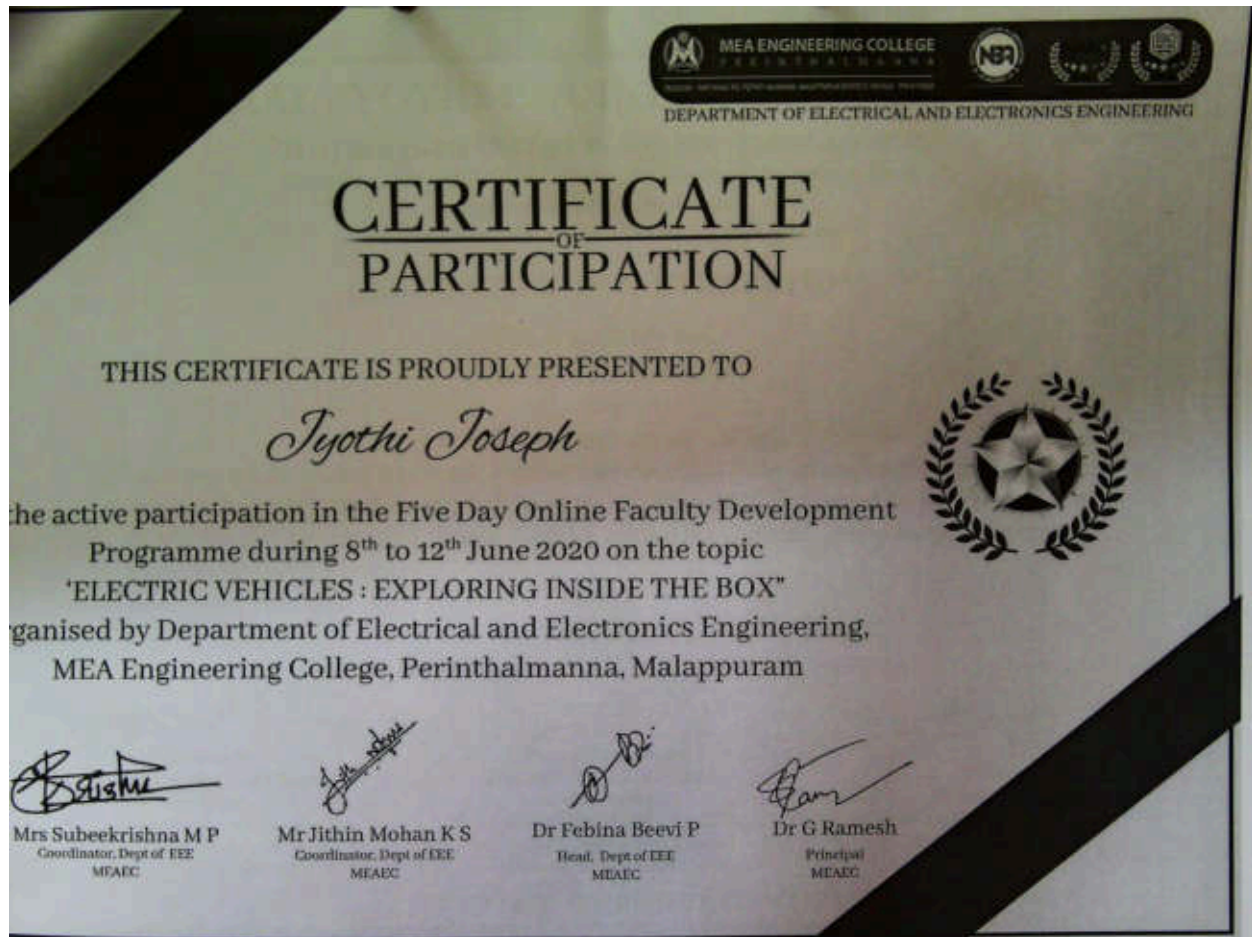 MEA ENGINEERING COLLEGE
PERINTHALMANNA
NBA
DEPARTMENT OF ELECTRICAL AND ELECTRONICS ENGINEERING
CERTIFICATE
OF
PARTICIPATION
THIS CERTIFICATE IS PROUDLY PRESENTED TO
Jyothi Joseph
the active participation in the Five Day Online Faculty Development
Programme during 8th to 12th June 2020 on the topic
'ELECTRIC VEHICLES : EXPLORING INSIDE THE BOX"
rganised by Department of Electrical and Electronics Engineering,
MEA Engineering College, Perinthalmanna, Malappuram
Mrs Subeekrishna M P
Coordinator, Dept of EEE
MEAEC
Mr Jithin Mohan K S
Coordinator, Dept of EEE
MEAEC
Dr Febina Beevi P
Head, Dept of EEE
MEAEC
Dr G Ramesh
Principal
MEAEC